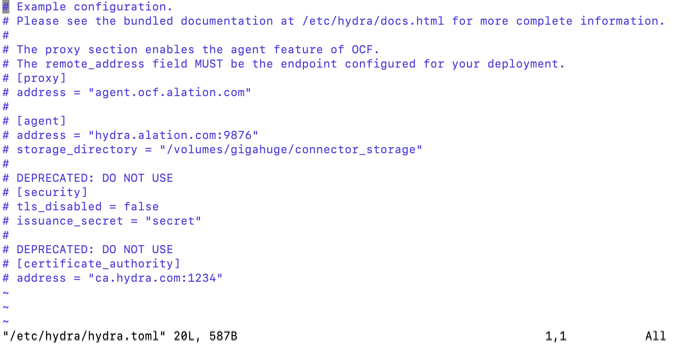 # Example configuration.
# Please see the bundled documentation at /etc/hydra/docs.html for more complete information.
#
# The proxy section enables the agent feature of OCF.
# The remote_address field MUST be the endpoint configured for your deployment.
# [proxy]
# address = "agent.ocf.alation.com"
#
# [agent]
# address = "hydra.alation.com:9876"
# storage_directory = "/volumes/gigahuge/connector_storage"
#
# DEPRECATED: DO NOT USE
# [security]
# tls_disabled = false
# issuance_secret = "secret"
#
# DEPRECATED: DO NOT USE
# [certificate_authority]
# address = "ca.hydra.com:1234"
~
~
~
"/etc/hydra/hydra.toml" 20L, 587B 1,1 All